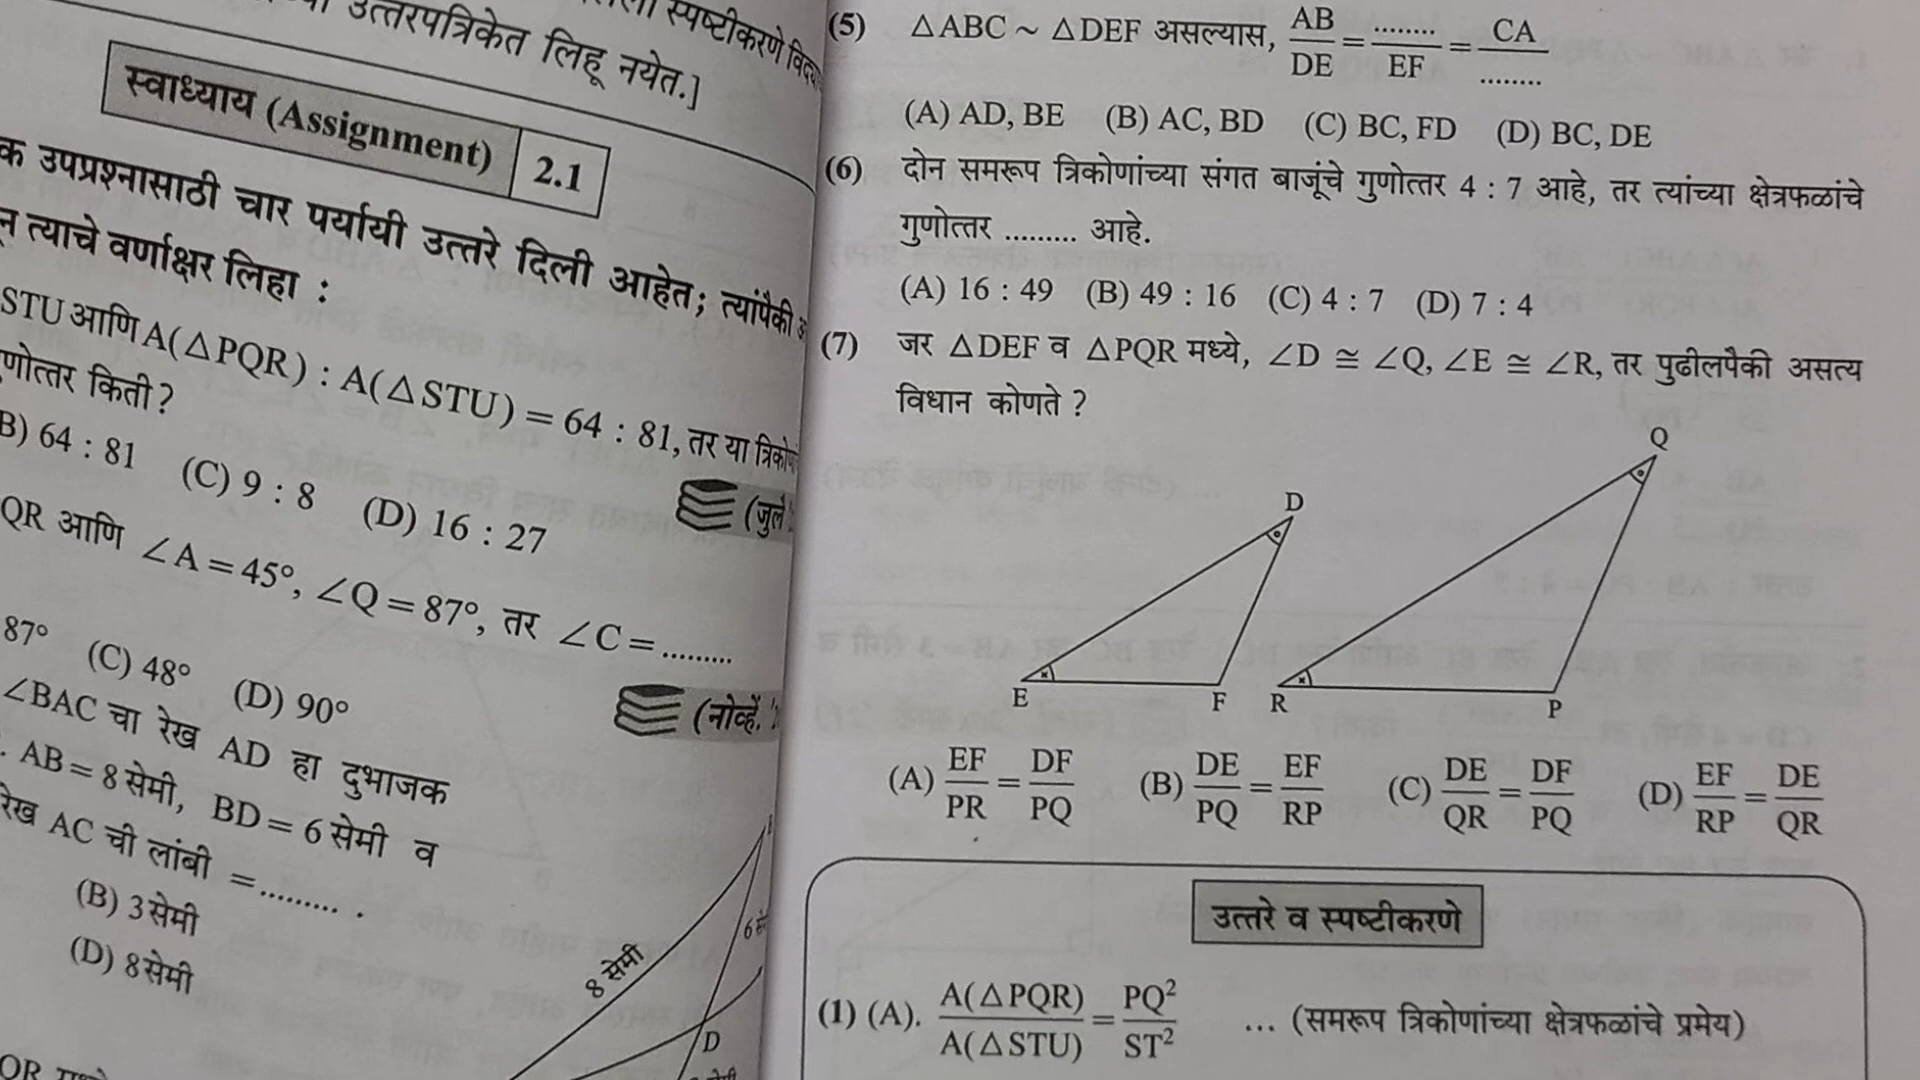 स्पष्टीकरणे
उत्तरपत्रिकेत लिहू नयेत.]
स्वाध्याय (Assignment) 2.1
उपप्रश्नासाठी चार पर्यायी उत्तरे दिली आहेत; त्यांपैकी
त्याचे वर्णाक्षर लिहा :
STU आणि A(△PQR) : A(△STU) = 64 : 81, तर या
किती?
B) 64 : 81 (C) 9 : 8 (D) 16 : 27
QR आणि ∠A = 45°, ∠Q = 87°, तर ∠C = .........
87° (C) 48° (D) 90°
∠BAC चा रेख AD हा दुभाजक
. AB = 8 सेमी, BD = 6 सेमी व
रेख AC ची लांबी = ......... .
(B) 3 सेमी
(D) 8 सेमी
8 सेमी
D
(5) △ABC ~ △DEF असल्यास, AB/DE = ......../EF = CA/........
(A) AD, BE (B) AC, BD (C) BC, FD (D) BC, DE
(6) दोन समरूप त्रिकोणांच्या संगत बाजूंचे गुणोत्तर 4 : 7 आहे, तर त्यांच्या क्षेत्रफळांचे
गुणोत्तर ......... आहे.
(A) 16 : 49 (B) 49 : 16 (C) 4 : 7 (D) 7 : 4
(7) जर △DEF व △PQR मध्ये, ∠D ≅ ∠Q, ∠E ≅ ∠R, तर पुढीलपैकी असत्य
विधान कोणते ?
Q
D
E F R P
(A) EF/PR = DF/PQ (B) DE/PQ = EF/RP (C) DE/QR = DF/PQ (D) EF/RP = DE/QR
उत्तरे व स्पष्टीकरणे
(1) (A). A(△PQR)/A(△STU) = PQ²/ST² ... (समरूप त्रिकोणांच्या क्षेत्रफळांचे प्रमेय)